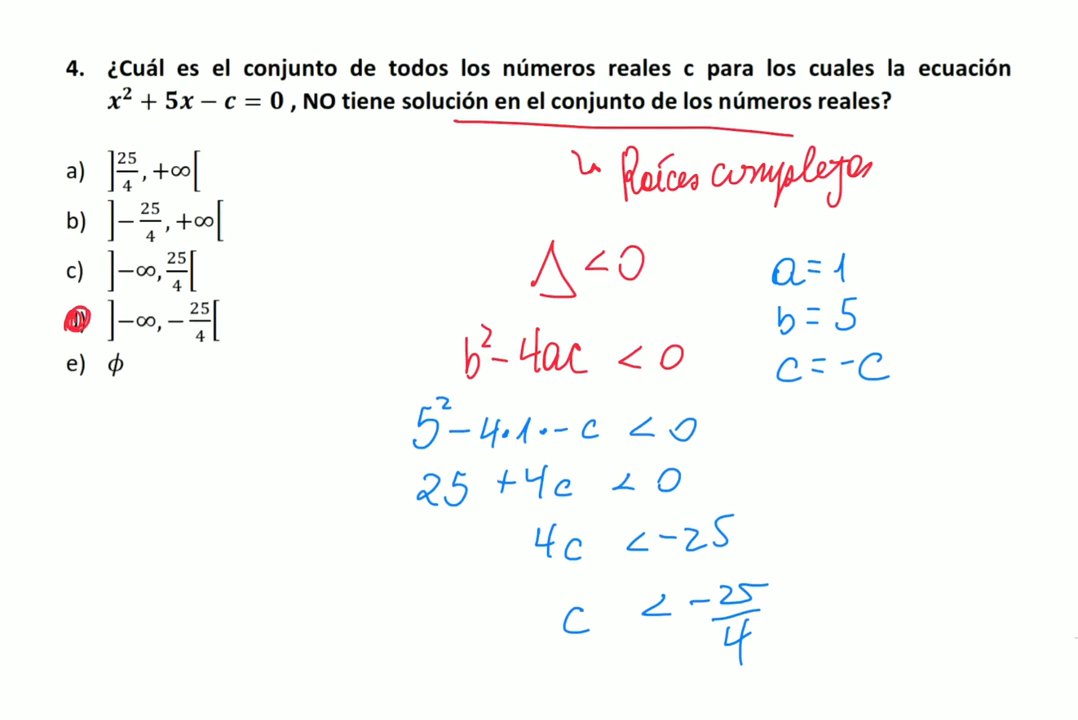 4. ¿Cuál es el conjunto de todos los números reales c para los cuales la ecuación
x² + 5x − c = 0 , NO tiene solución en el conjunto de los números reales?
a) ]25/4, +∞[
b) ]−25/4, +∞[
c) ]−∞, 25/4[
]−∞, −25/4[
e) ϕ
↳ Raíces complejas
Δ < 0
b² − 4ac < 0
a = 1
b = 5
c = −c
5² − 4·1·−c < 0
25 + 4c < 0
4c < −25
c < −25/4